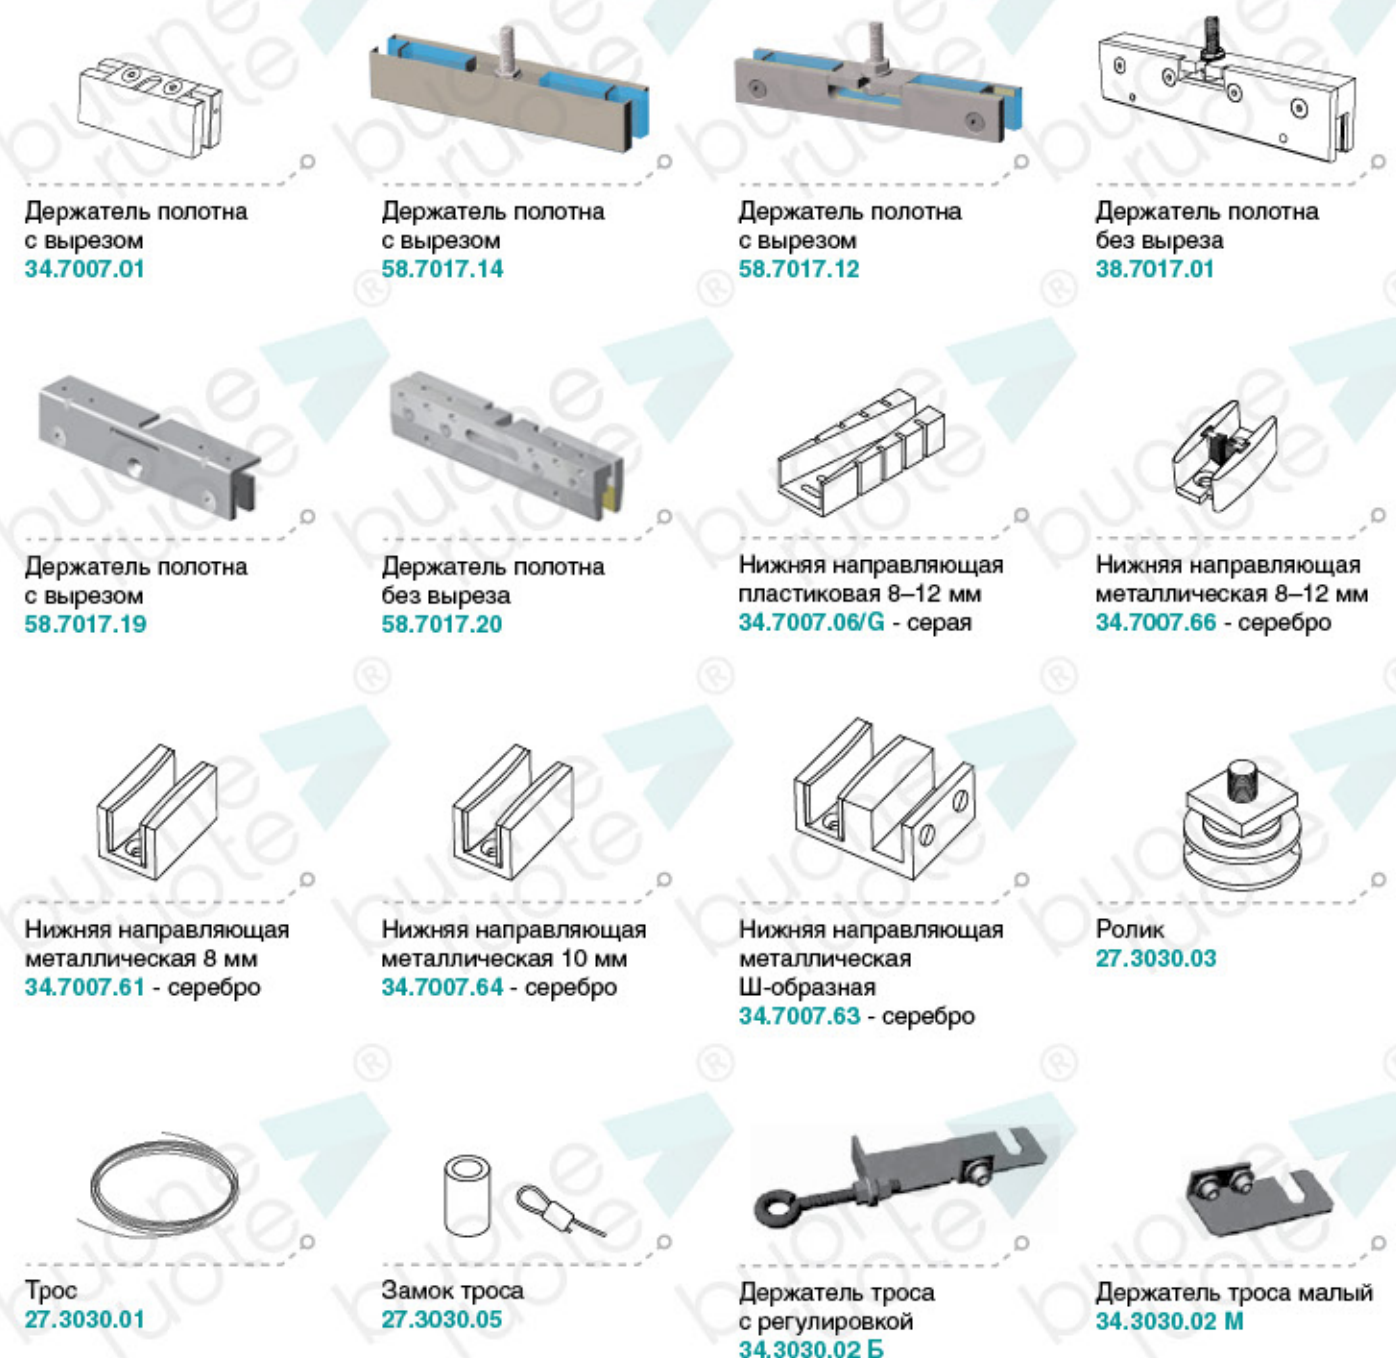 Держатель полотна
с вырезом
34.7007.01
Держатель полотна
с вырезом
58.7017.14
Держатель полотна
с вырезом
58.7017.12
Держатель полотна
без выреза
38.7017.01
Держатель полотна
с вырезом
58.7017.19
Держатель полотна
без выреза
58.7017.20
Нижняя направляющая
пластиковая 8–12 мм
34.7007.06/G - серая
Нижняя направляющая
металлическая 8–12 мм
34.7007.66 - серебро
Нижняя направляющая
металлическая 8 мм
34.7007.61 - серебро
Нижняя направляющая
металлическая 10 мм
34.7007.64 - серебро
Нижняя направляющая
металлическая
Ш-образная
34.7007.63 - серебро
Ролик
27.3030.03
Трос
27.3030.01
Замок троса
27.3030.05
Держатель троса
с регулировкой
34.3030.02 Б
Держатель троса малый
34.3030.02 М
buone
ruote
®